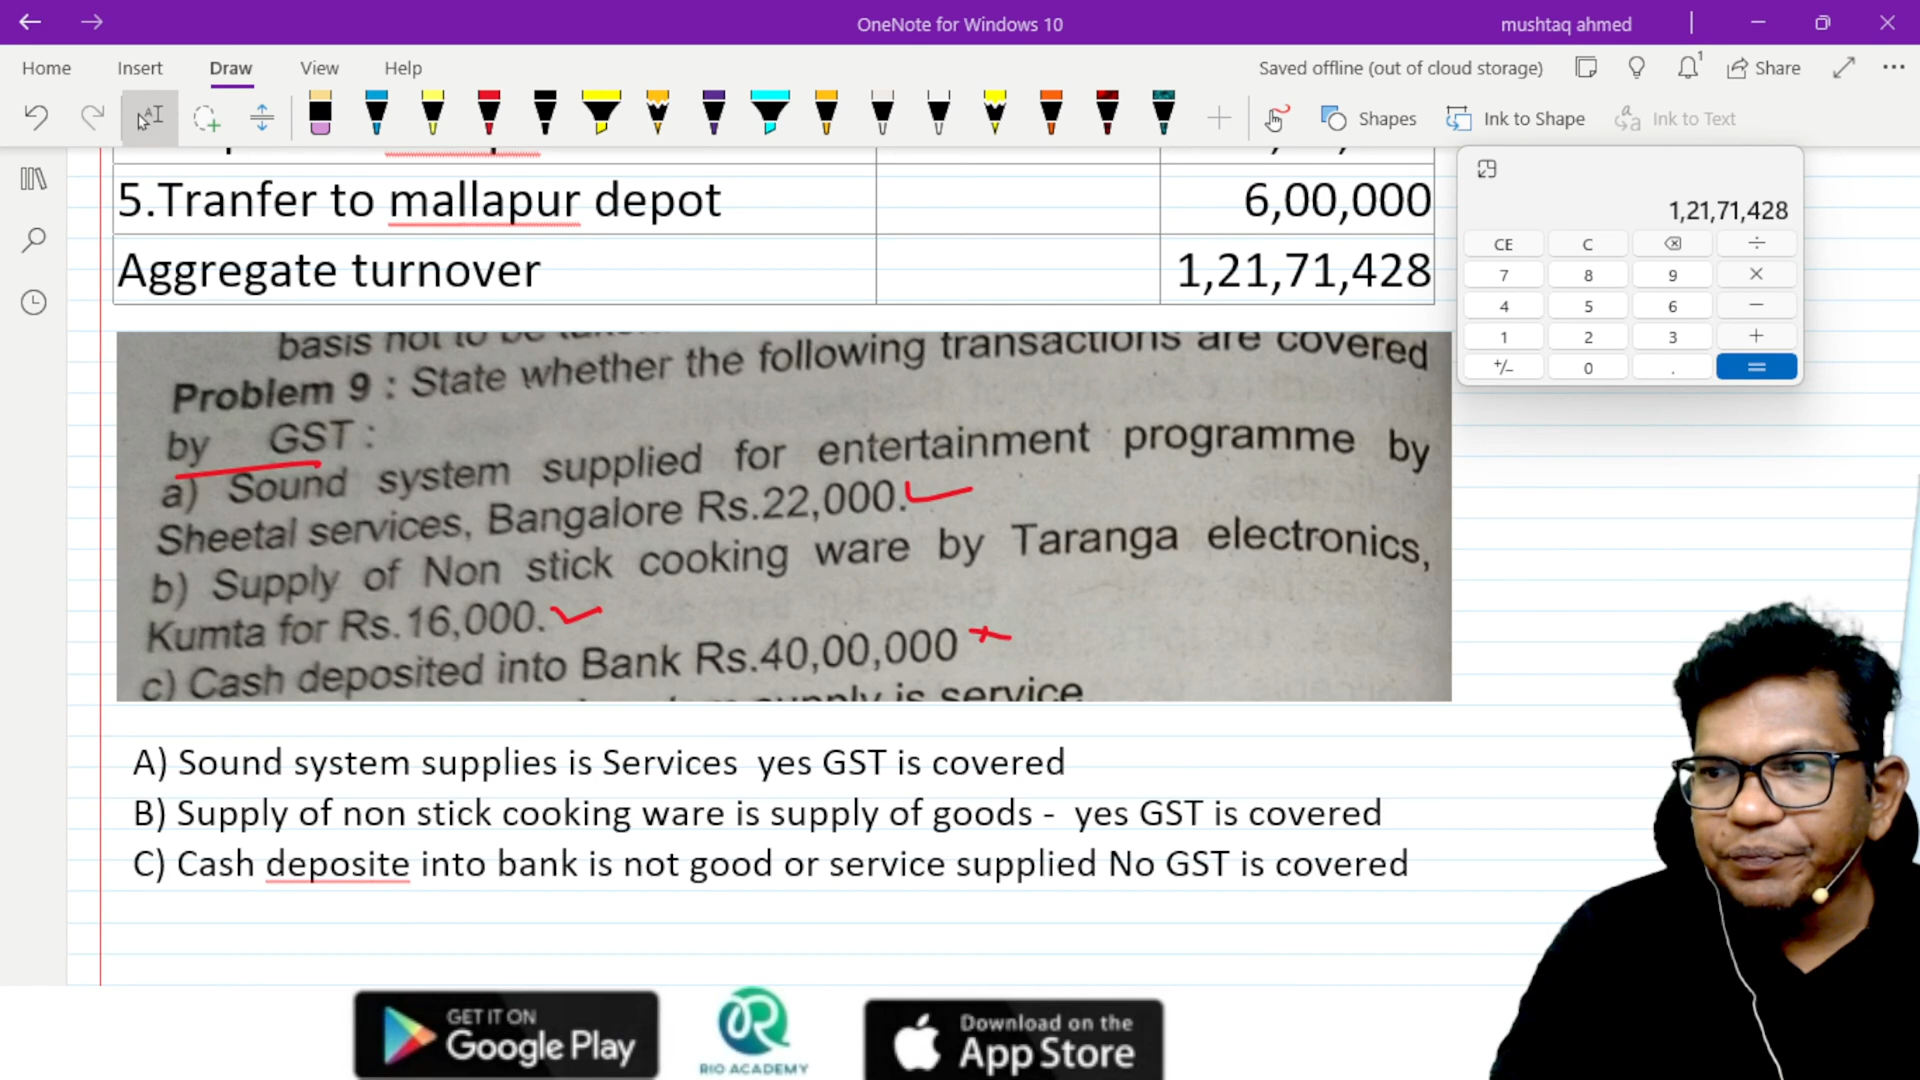 OneNote for Windows 10
mushtaq ahmed
Home Insert Draw View Help
Saved offline (out of cloud storage)
1
Share
Shapes
Ink to Shape
Ink to Text
5.Tranfer to mallapur depot 6,00,000
Aggregate turnover 1,21,71,428
1,21,71,428
CE C ÷
7 8 9 ×
4 5 6 −
1 2 3 +
+/− 0 . =
Problem 9 : State whether the following transactions are covered
by GST :
a) Sound system supplied for entertainment programme by
Sheetal services, Bangalore Rs.22,000.
b) Supply of Non stick cooking ware by Taranga electronics,
Kumta for Rs.16,000.
c) Cash deposited into Bank Rs.40,00,000
supply is service
A) Sound system supplies is Services yes GST is covered
B) Supply of non stick cooking ware is supply of goods - yes GST is covered
C) Cash deposite into bank is not good or service supplied No GST is covered
GET IT ON
Google Play
RIO ACADEMY
Download on the
App Store